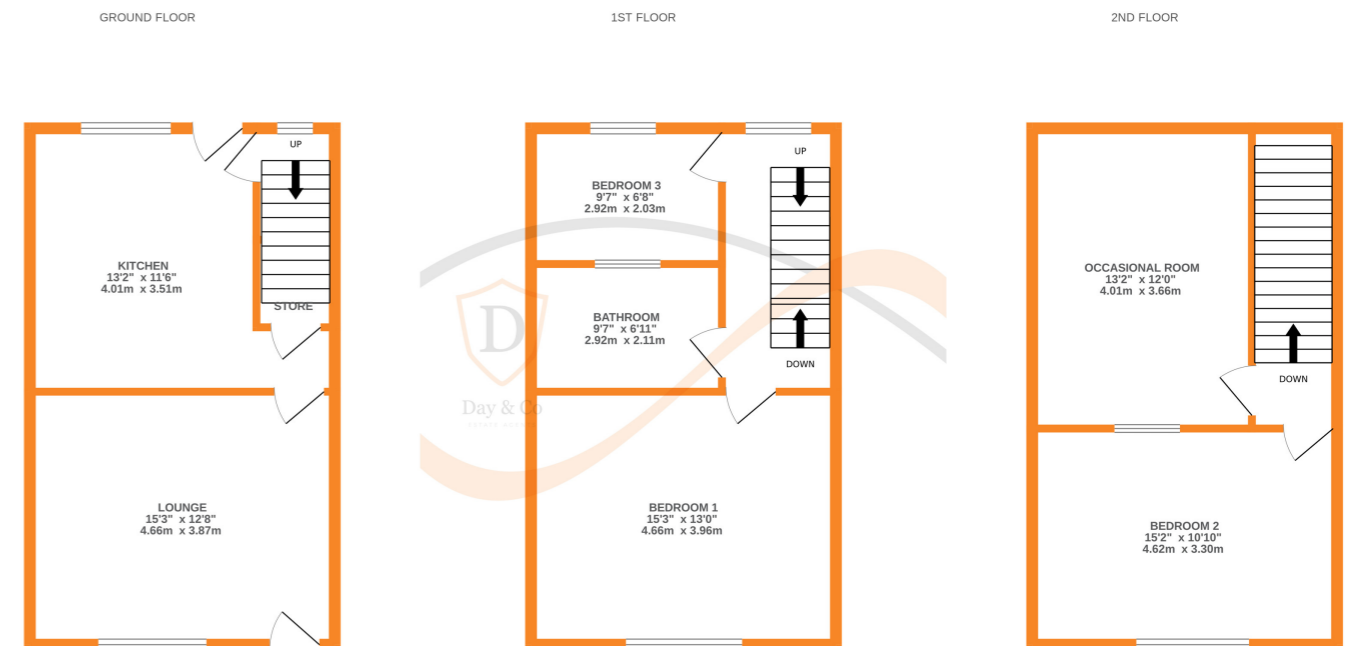 GROUND FLOOR
1ST FLOOR
2ND FLOOR
UP
KITCHEN
13'2" x 11'6"
4.01m x 3.51m
STORE
LOUNGE
15'3" x 12'8"
4.66m x 3.87m
UP
BEDROOM 3
9'7" x 6'8"
2.92m x 2.03m
BATHROOM
9'7" x 6'11"
2.92m x 2.11m
DOWN
D
Day & Co
ESTATE AGENTS
BEDROOM 1
15'3" x 13'0"
4.66m x 3.96m
OCCASIONAL ROOM
13'2" x 12'0"
4.01m x 3.66m
DOWN
BEDROOM 2
15'2" x 10'10"
4.62m x 3.30m